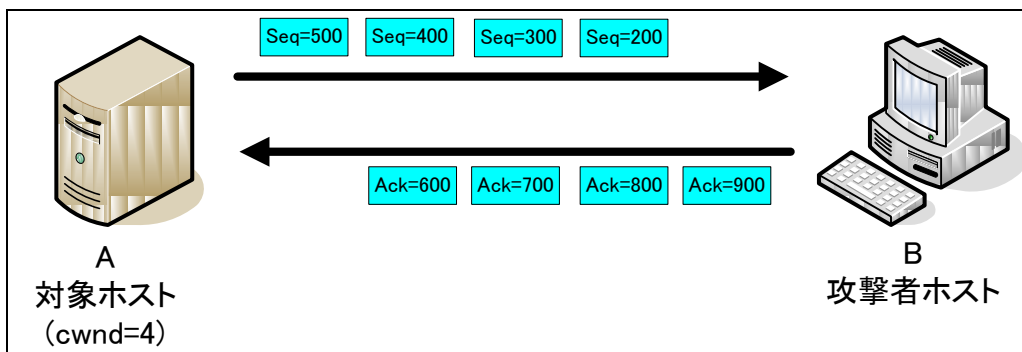 Seq=500 Seq=400 Seq=300 Seq=200
Ack=600 Ack=700 Ack=800 Ack=900
A
対象ホスト
(cwnd=4)
B
攻撃者ホスト